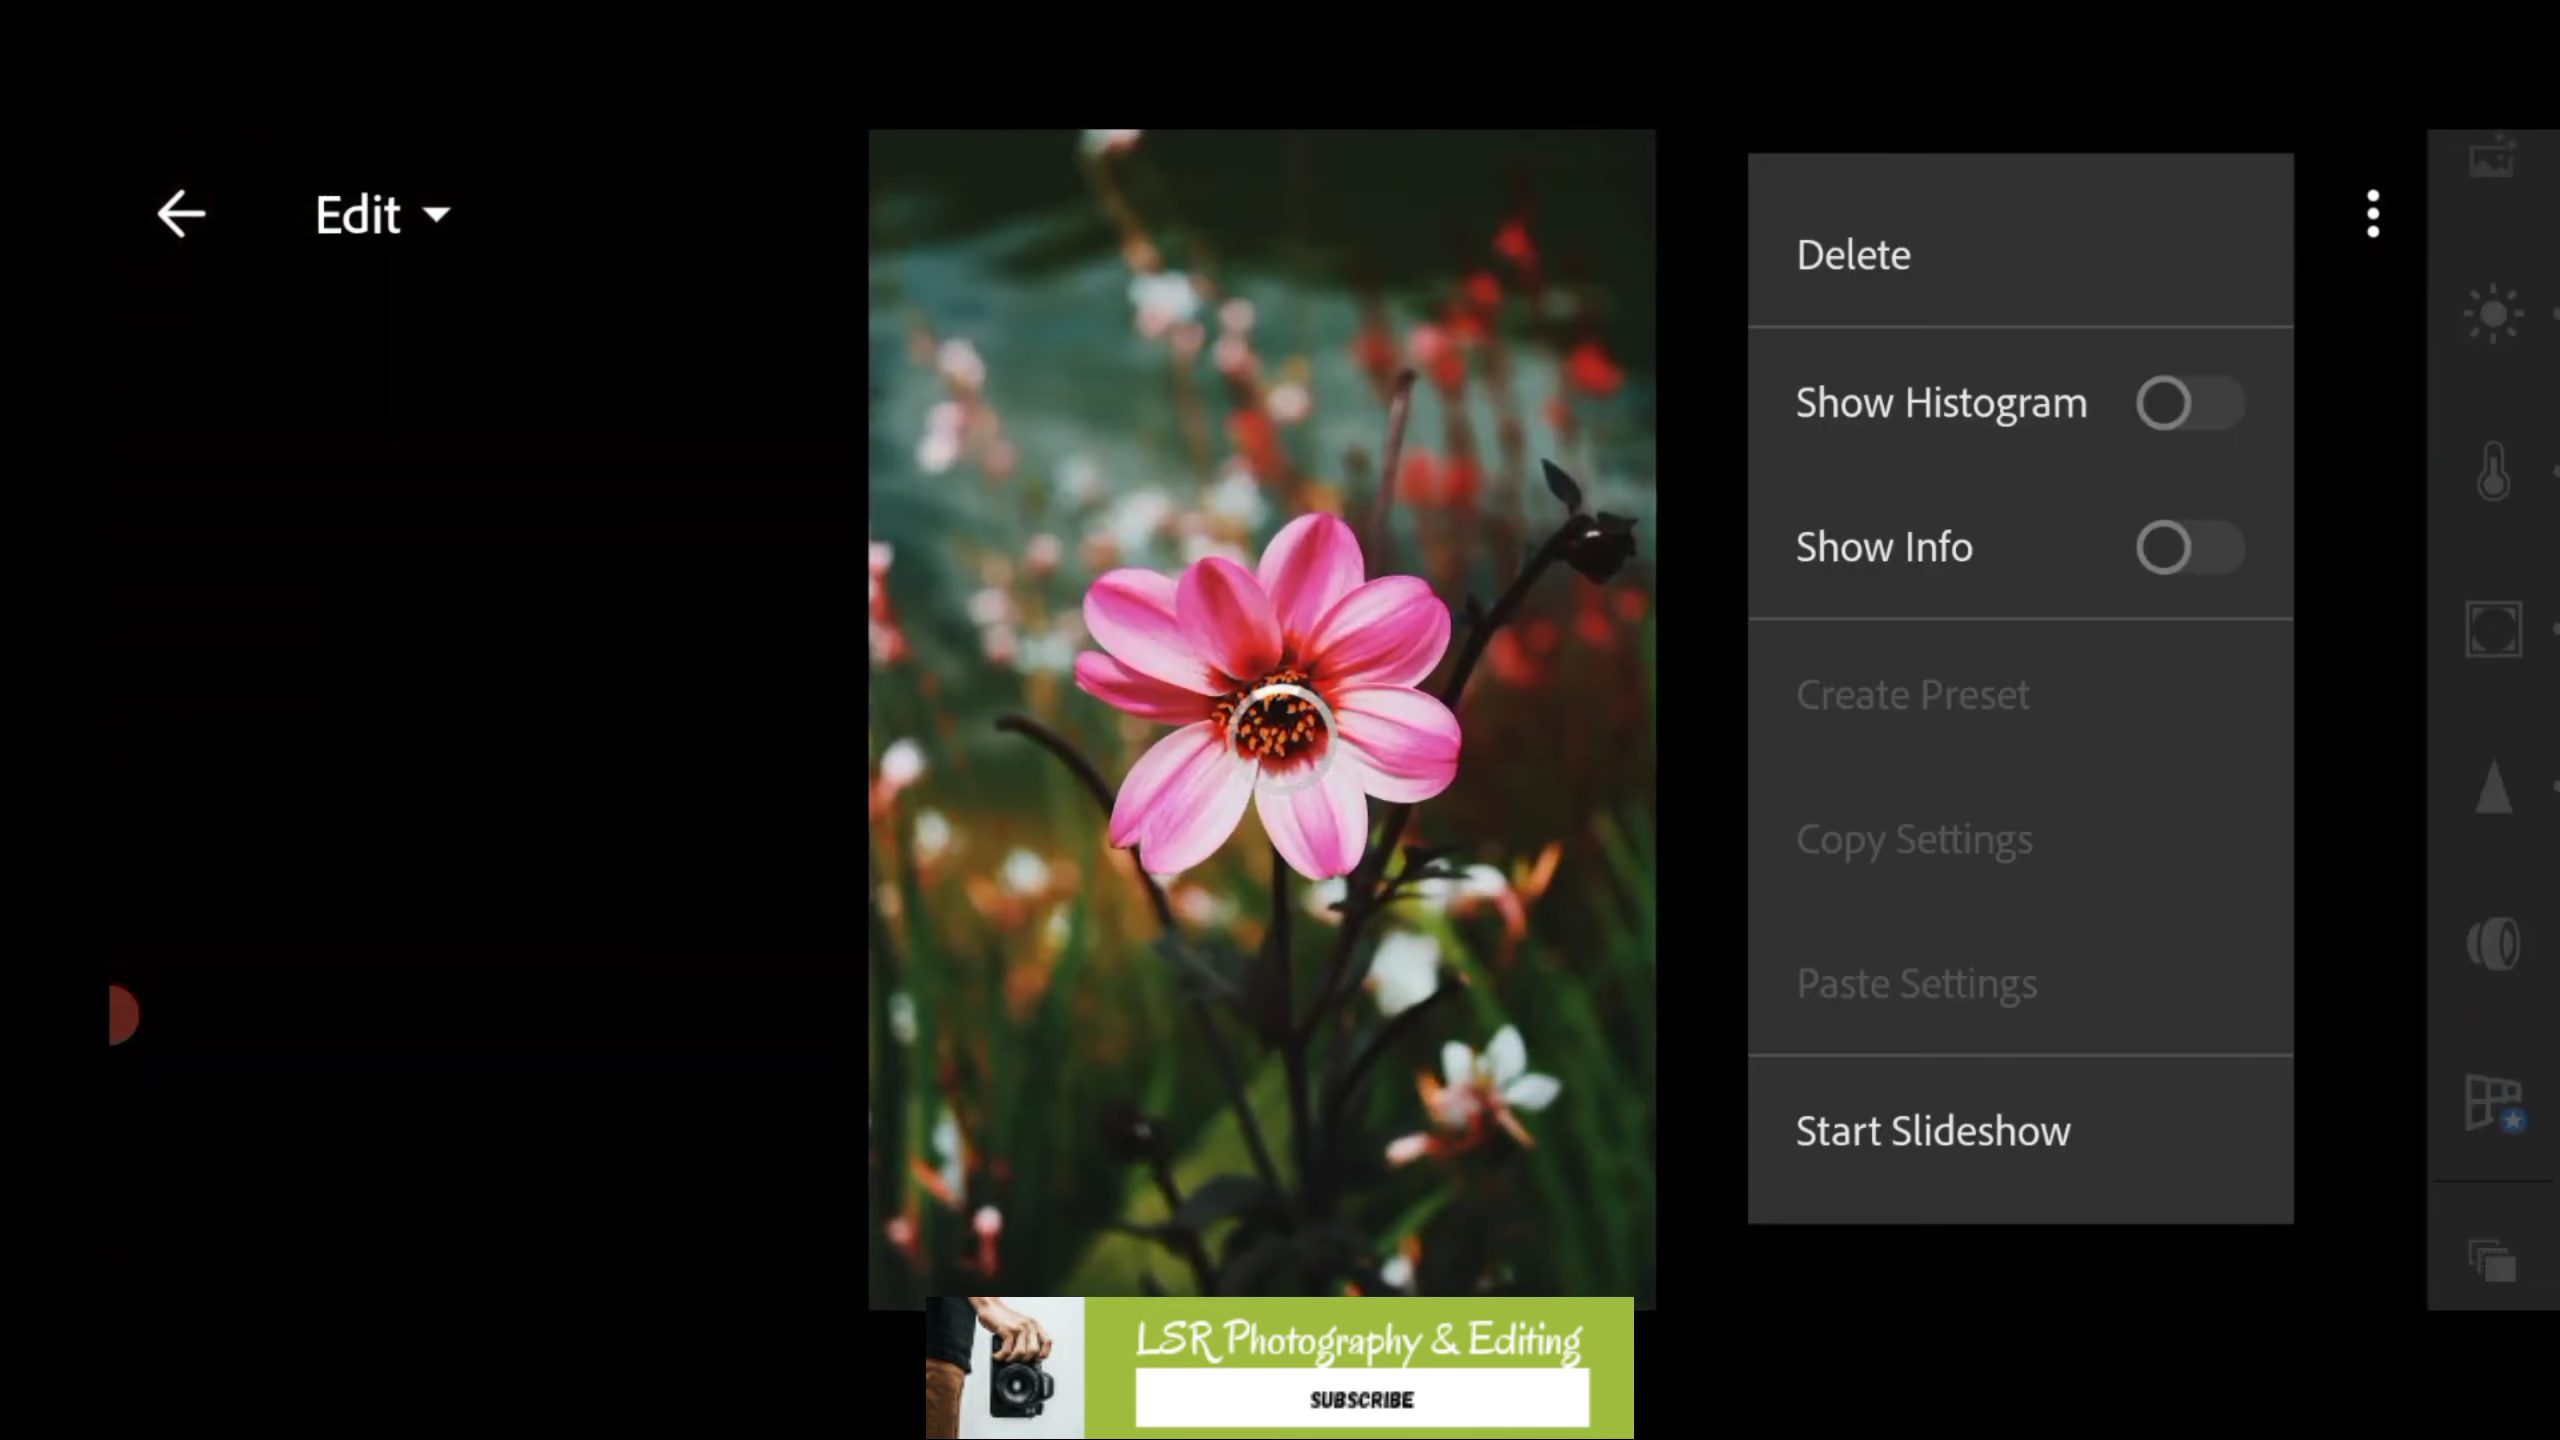 Edit
Delete
Show Histogram
Show Info
Create Preset
Copy Settings
Paste Settings
Start Slideshow
LSR Photography & Editing
SUBSCRIBE